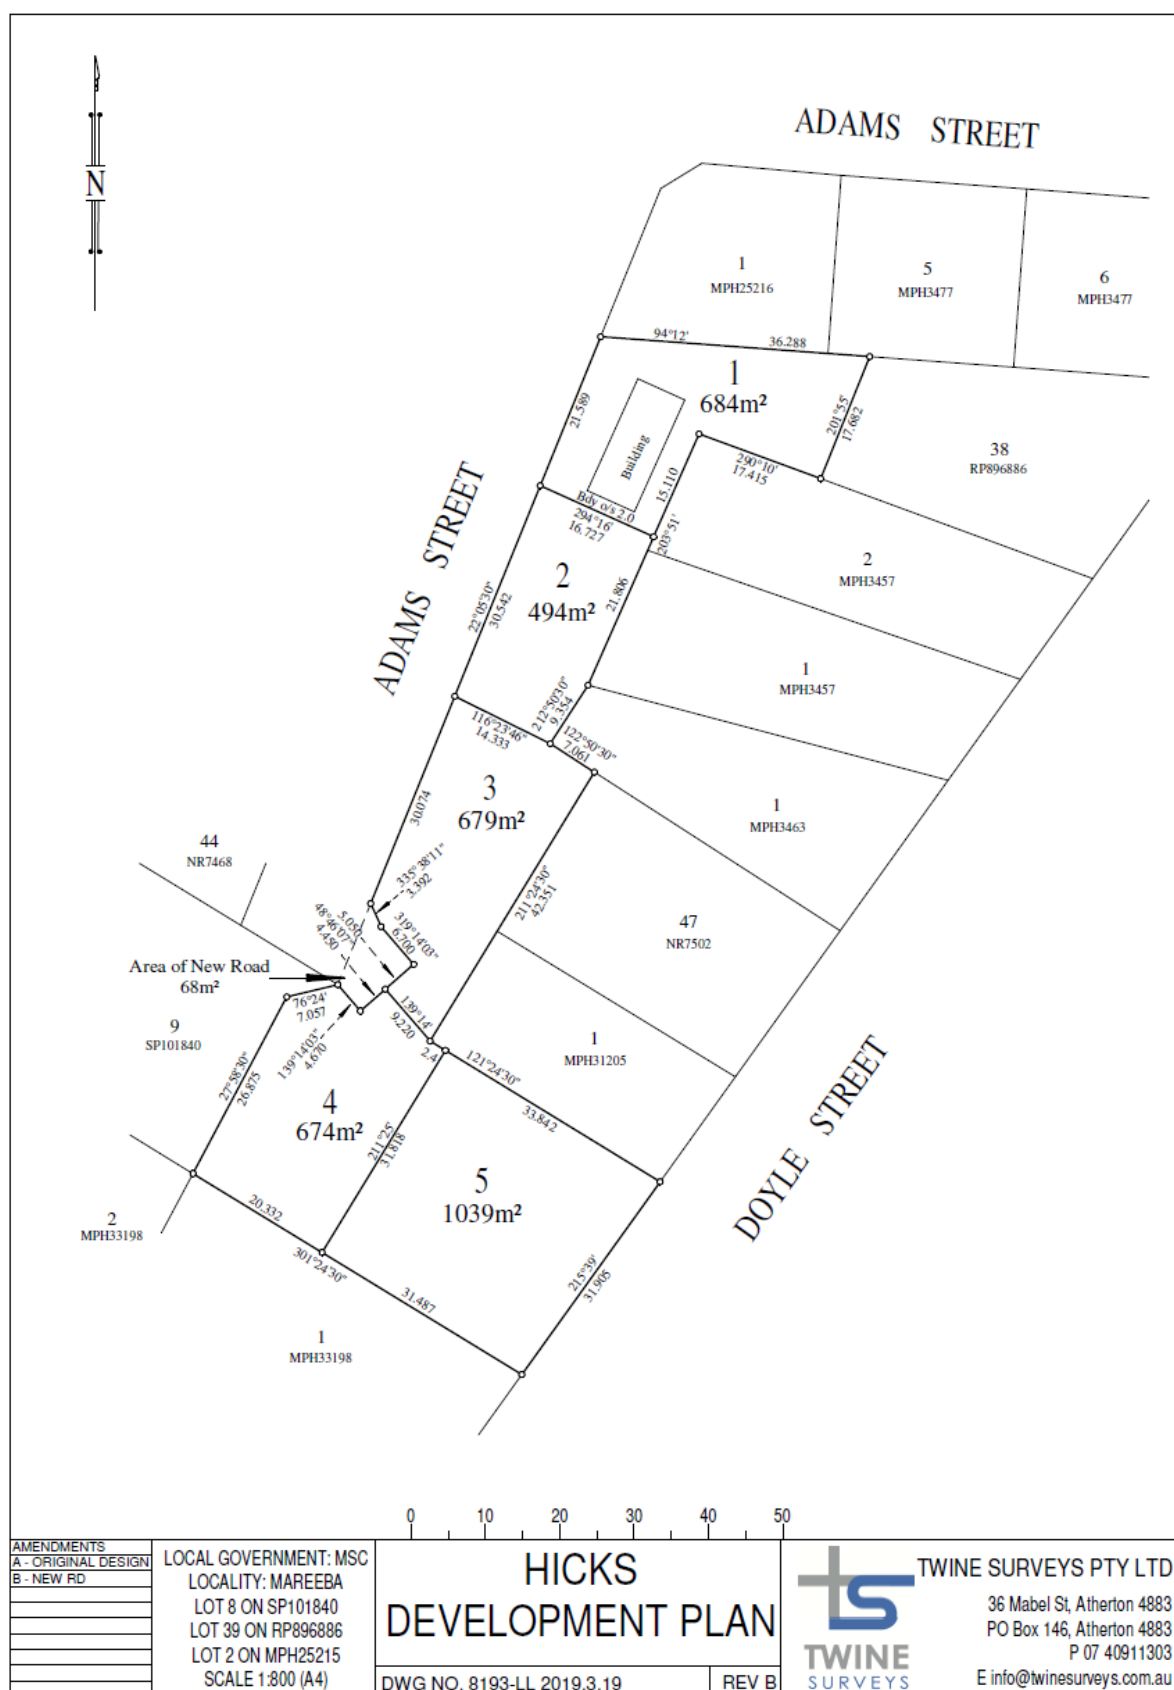 ADAMS STREET
N
1
MPH25216
5
MPH3477
6
MPH3477
94°12'
36.288
1
684m²
21.589
Building
201°55'
17.682
290°10'
17.415
15.110
203°51'
38
RP896886
Bdy o/s 2.0
294°16'
16.727
ADAMS STREET
2
494m²
22°05'30"
30.542
21.806
2
MPH3457
1
MPH3457
212°50'30"
9.354
116°23'46"
14.333
122°50'30"
7.061
3
679m²
30.074
1
MPH3463
44
NR7468
335°38'11"
3.392
319°14'03"
6.700
5.050
48°46'07"
4.450
211°24'30"
42.351
47
NR7502
Area of New Road
68m²
76°24'
7.057
139°14'03"
4.670
139°14'
9.220
2.4
9
SP101840
27°58'30"
26.875
4
674m²
121°24'30"
33.842
1
MPH31205
DOYLE STREET
211°25'
31.818
5
1039m²
20.332
301°24'30"
31.487
215°39'
31.905
2
MPH33198
1
MPH33198
0 10 20 30 40 50
AMENDMENTS
A - ORIGINAL DESIGN
B - NEW RD
LOCAL GOVERNMENT: MSC
LOCALITY: MAREEBA
LOT 8 ON SP101840
LOT 39 ON RP896886
LOT 2 ON MPH25215
SCALE 1:800 (A4)
HICKS
DEVELOPMENT PLAN
DWG NO. 8193-LL 2019.3.19
REV B
ts
TWINE
SURVEYS
TWINE SURVEYS PTY LTD
36 Mabel St, Atherton 4883
PO Box 146, Atherton 4883
P 07 40911303
E info@twinesurveys.com.au